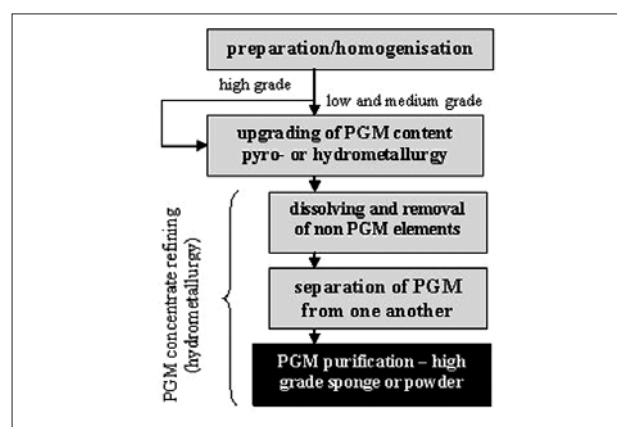 preparation/homogenisation
high grade
low and medium grade
upgrading of PGM content
pyro- or hydrometallurgy
PGM concentrate refining
(hydrometallurgy)
dissolving and removal
of non PGM elements
separation of PGM
from one another
PGM purification – high
grade sponge or powder